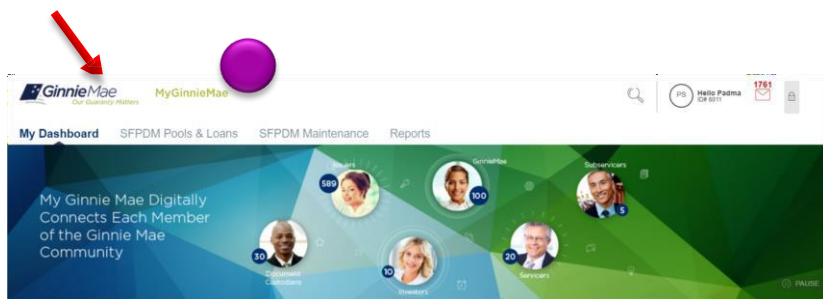 GinnieMae
Our Guaranty Matters
MyGinnieMae
PS
Hello Padma
ID# 6011
1761
My Dashboard
SFPDM Pools & Loans
SFPDM Maintenance
Reports
My Ginnie Mae Digitally
Connects Each Member
of the Ginnie Mae
Community
Issuers
589
GinnieMae
100
Subservicers
5
30
Document
Custodians
10
Investors
20
Servicers
PAUSE